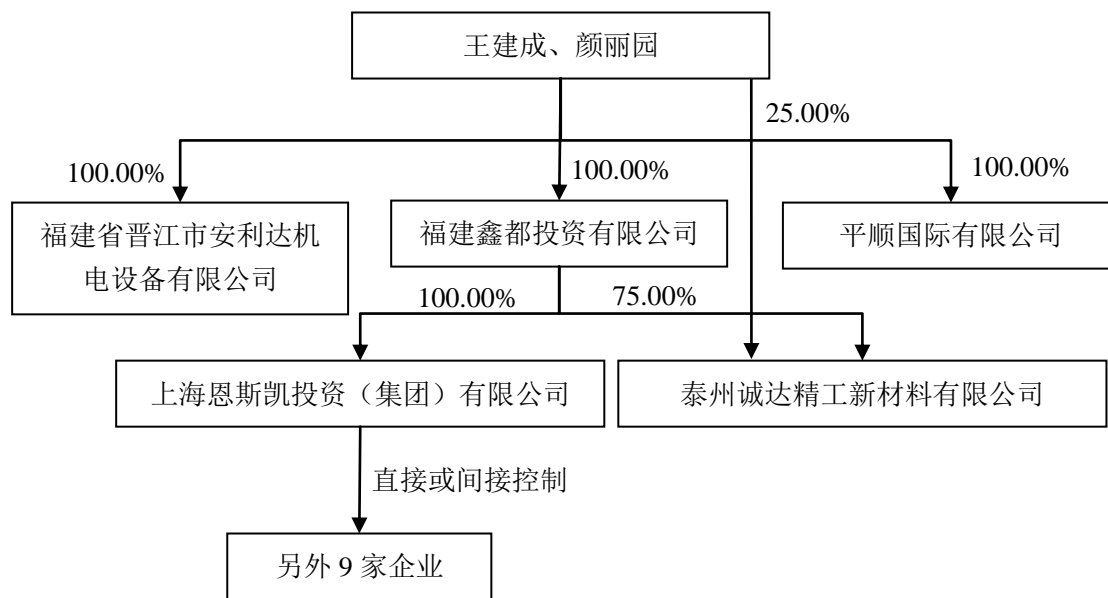 王建成、颜丽园
25.00%
100.00%
100.00%
100.00%
福建省晋江市安利达机
电设备有限公司
福建鑫都投资有限公司
平顺国际有限公司
100.00%
75.00%
上海恩斯凯投资（集团）有限公司
泰州诚达精工新材料有限公司
直接或间接控制
另外 9 家企业